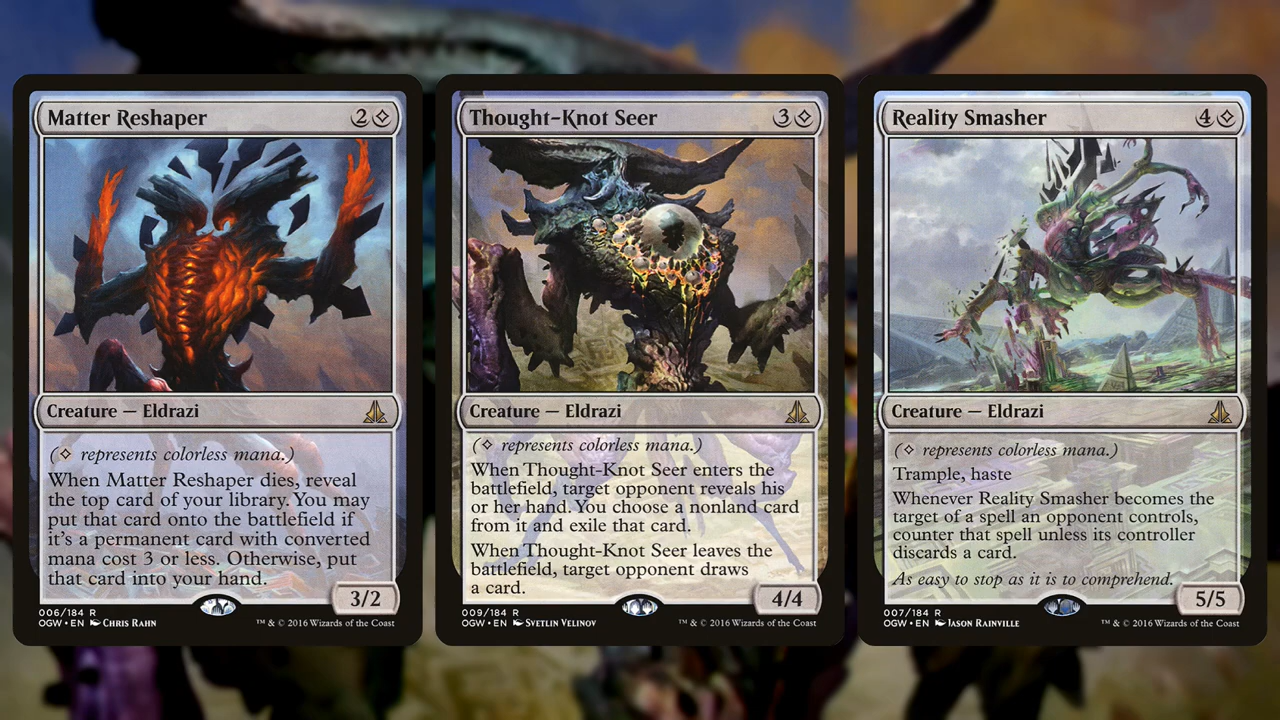 Matter Reshaper 2
Creature — Eldrazi
( represents colorless mana.)
When Matter Reshaper dies, reveal
the top card of your library. You may
put that card onto the battlefield if
it's a permanent card with converted
mana cost 3 or less. Otherwise, put
that card into your hand.
3/2
006/184 R
OGW • EN Chris Rahn
™ & © 2016 Wizards of the Coast
Thought-Knot Seer 3
Creature — Eldrazi
( represents colorless mana.)
When Thought-Knot Seer enters the
battlefield, target opponent reveals his
or her hand. You choose a nonland card
from it and exile that card.
When Thought-Knot Seer leaves the
battlefield, target opponent draws
a card.
4/4
009/184 R
OGW • EN Svetlin Velinov
™ & © 2016 Wizards of the Coast
Reality Smasher 4
Creature — Eldrazi
( represents colorless mana.)
Trample, haste
Whenever Reality Smasher becomes the
target of a spell an opponent controls,
counter that spell unless its controller
discards a card.
As easy to stop as it is to comprehend.
5/5
007/184 R
OGW • EN Jason Rainville
™ & © 2016 Wizards of the Coast